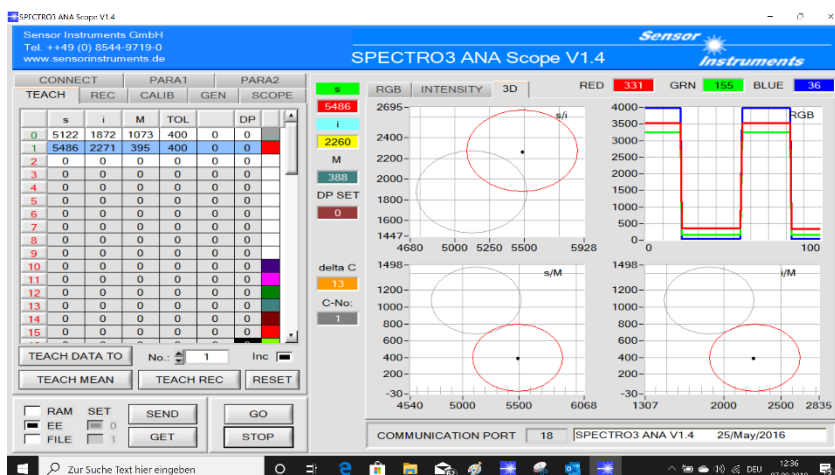 SPECTRO3 ANA Scope V1.4
Sensor Instruments GmbH
Tel. ++49 (0) 8544-9719-0
www.sensorinstruments.de
SPECTRO3 ANA Scope V1.4
Sensor
Instruments
CONNECT PARA1 PARA2
TEACH REC CALIB GEN SCOPE
s i M TOL DP
0 5122 1872 1073 400 0 0
1 5486 2271 395 400 0 0
2 0 0 0 0 0 0
3 0 0 0 0 0 0
4 0 0 0 0 0 0
5 0 0 0 0 0 0
6 0 0 0 0 0 0
7 0 0 0 0 0 0
8 0 0 0 0 0 0
9 0 0 0 0 0 0
10 0 0 0 0 0 0
11 0 0 0 0 0 0
12 0 0 0 0 0 0
13 0 0 0 0 0 0
14 0 0 0 0 0 0
15 0 0 0 0 0 0
TEACH DATA TO No.: 1 Inc
TEACH MEAN TEACH REC RESET
RAM SET SEND GO
EE 0
FILE 1 GET STOP
s
5486
i
2260
M
388
DP SET
0
delta C
13
C-No:
1
RGB INTENSITY 3D RED 331 GRN 155 BLUE 36
s/i
2695
2400
2200
2000
1800
1600
1447
4680 5000 5250 5500 5928
RGB
4000
3500
3000
2500
2000
1500
1000
500
0
0 100
s/M
1498
1200
1000
800
600
400
200
-30
4540 5000 5500 6068
i/M
1498
1200
1000
800
600
400
200
-30
1307 2000 2500 2835
COMMUNICATION PORT 18 SPECTRO3 ANA V1.4 25/May/2016
Zur Suche Text hier eingeben
DEU
12:36